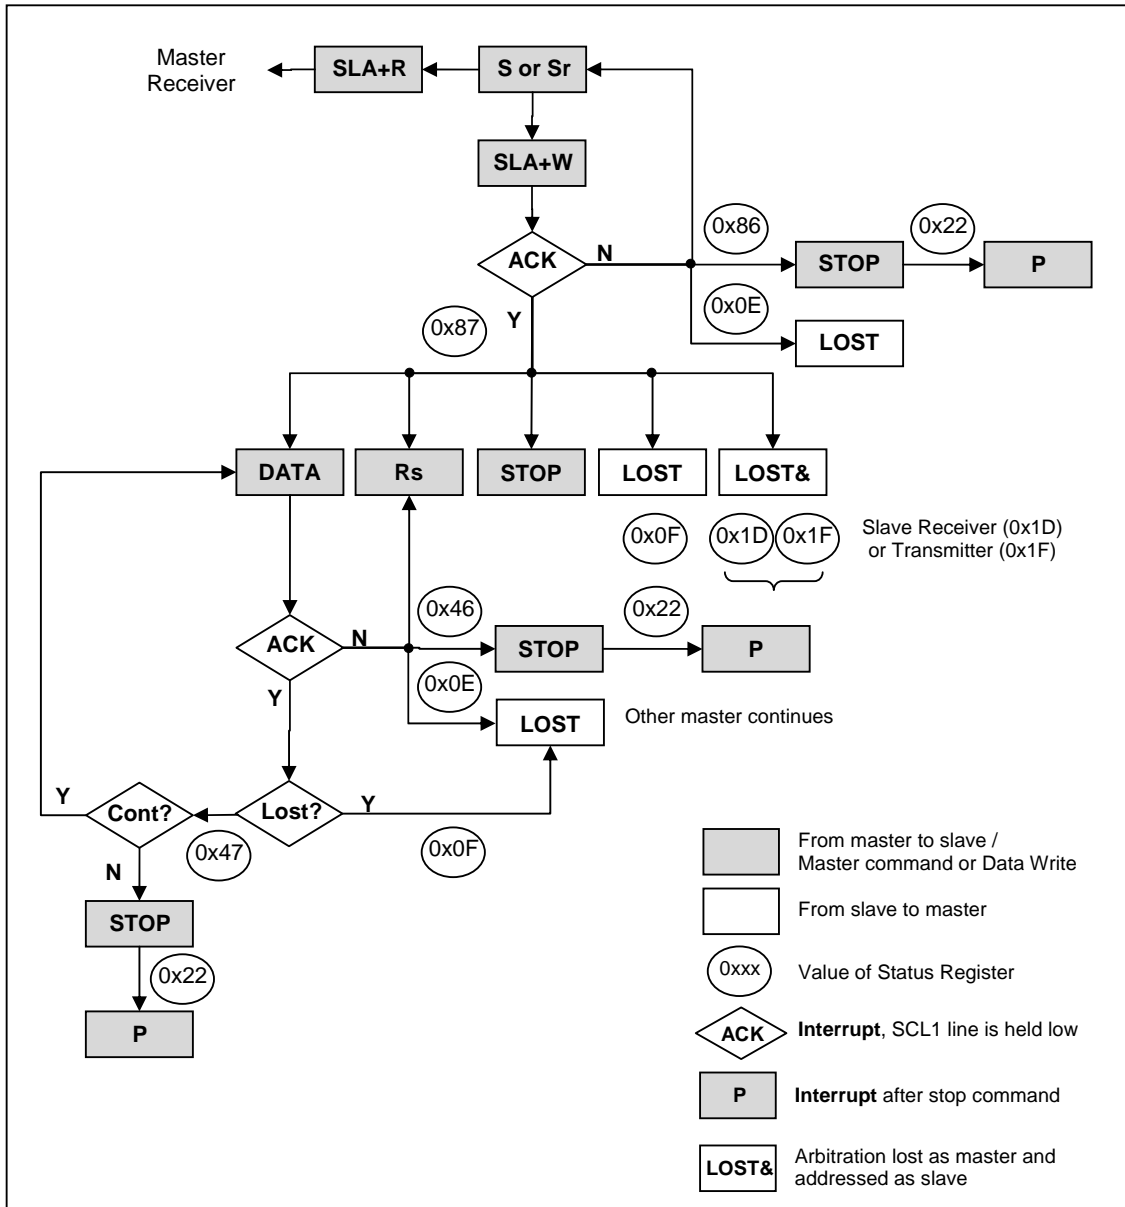 Master
Receiver
SLA+R
S or Sr
SLA+W
0x86
0x22
ACK
N
STOP
P
Y
0x0E
0x87
LOST
DATA
Rs
STOP
LOST
LOST&
0x0F
0x1D
0x1F
Slave Receiver (0x1D)
or Transmitter (0x1F)
0x46
0x22
ACK
N
STOP
P
Y
0x0E
LOST
Other master continues
Y
Cont?
Lost?
Y
0x47
0x0F
N
STOP
0x22
P
From master to slave /
Master command or Data Write
From slave to master
0xxx
Value of Status Register
ACK
Interrupt, SCL1 line is held low
P
Interrupt after stop command
LOST&
Arbitration lost as master and
addressed as slave